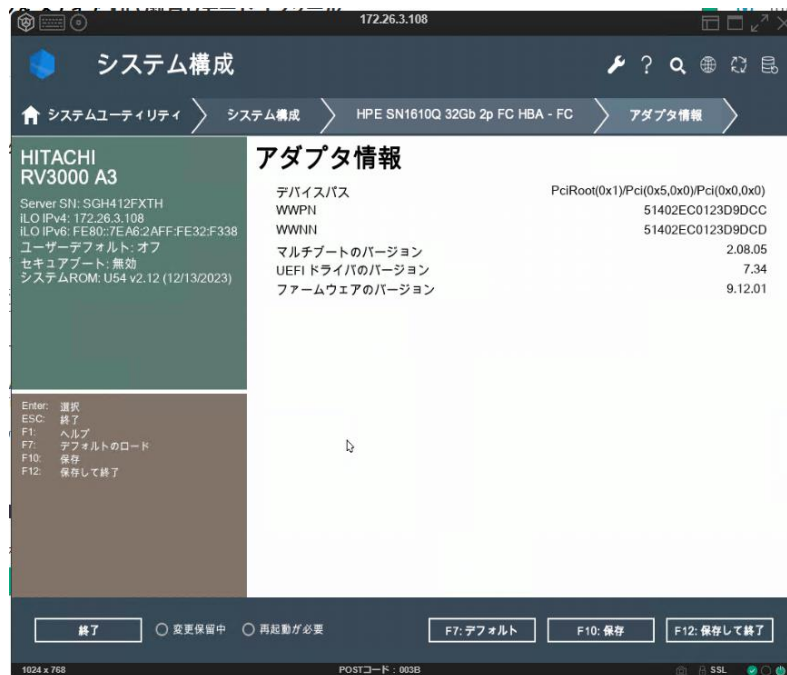 172.26.3.108
システム構成
システムユーティリティ
システム構成
HPE SN1610Q 32Gb 2p FC HBA - FC
アダプタ情報
HITACHI
RV3000 A3
Server SN: SGH412FXTH
iLO IPv4: 172.26.3.108
iLO IPv6: FE80::7EA6:2AFF:FE32:F338
ユーザーデフォルト: オフ
セキュアブート: 無効
システムROM: U54 v2.12 (12/13/2023)
アダプタ情報
デバイスパス PciRoot(0x1)/Pci(0x5,0x0)/Pci(0x0,0x0)
WWPN 51402EC0123D9DCC
WWNN 51402EC0123D9DCD
マルチブートのバージョン 2.08.05
UEFI ドライバのバージョン 7.34
ファームウェアのバージョン 9.12.01
Enter: 選択
ESC: 終了
F1: ヘルプ
F7: デフォルトのロード
F10: 保存
F12: 保存して終了
終了
変更保留中
再起動が必要
F7: デフォルト
F10: 保存
F12: 保存して終了
1024 x 768
POSTコード : 003B
SSL